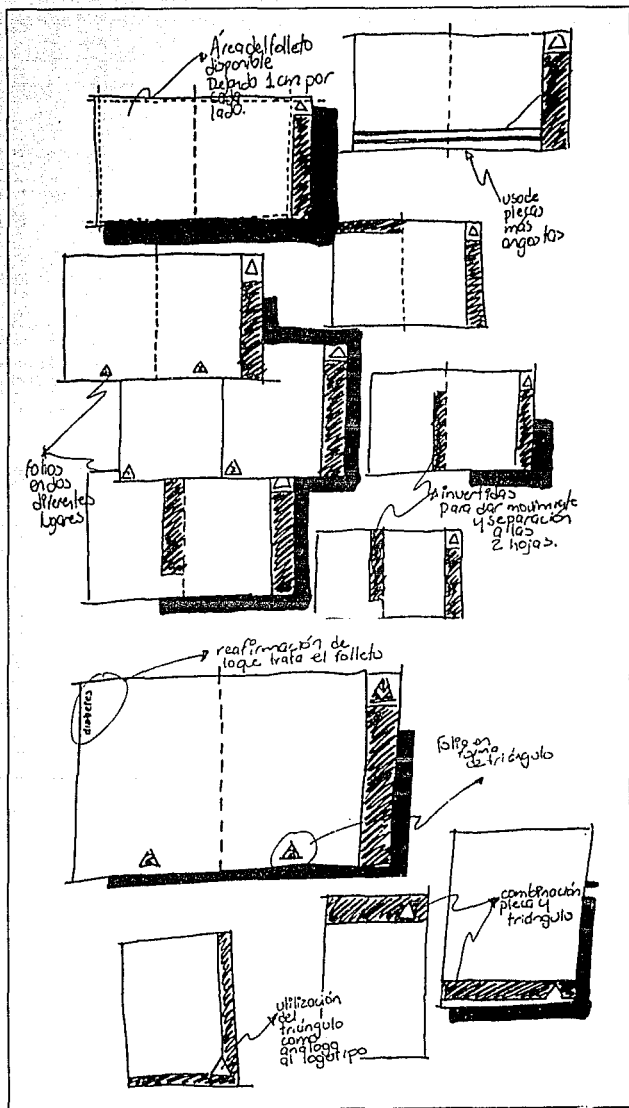 Área del folleto
disponible
Dejando 1 cm por
cada
lado.
uso de
plecas
más
angostas
folios
en dos
diferentes
lugares
invertidas
para dar movimiento
y separación
a las
2 hojas.
reafirmación de
lo que trata el folleto
diabetes
folio en
forma
de triángulo
combinación
pleca y
triángulo
utilización
del
triángulo
como
análogo
al logotipo